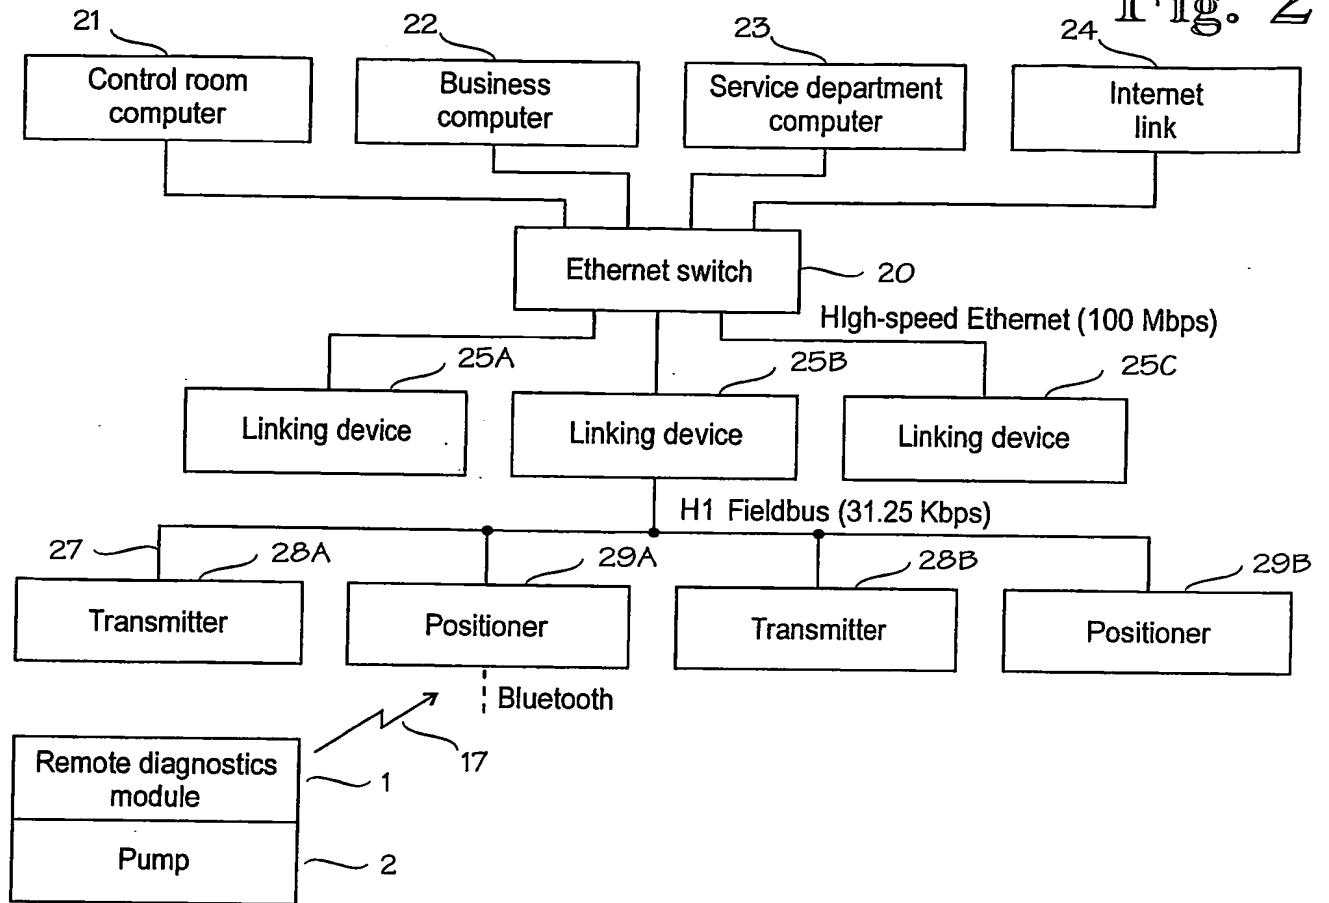 Fig. 2
21
22
23
24
Control room
computer
Business
computer
Service department
computer
Internet
link
Ethernet switch
20
HIgh-speed Ethernet (100 Mbps)
25A
25B
25C
Linking device
Linking device
Linking device
H1 Fieldbus (31.25 Kbps)
27
28A
29A
28B
29B
Transmitter
Positioner
Transmitter
Positioner
Bluetooth
17
Remote diagnostics
module
1
Pump
2